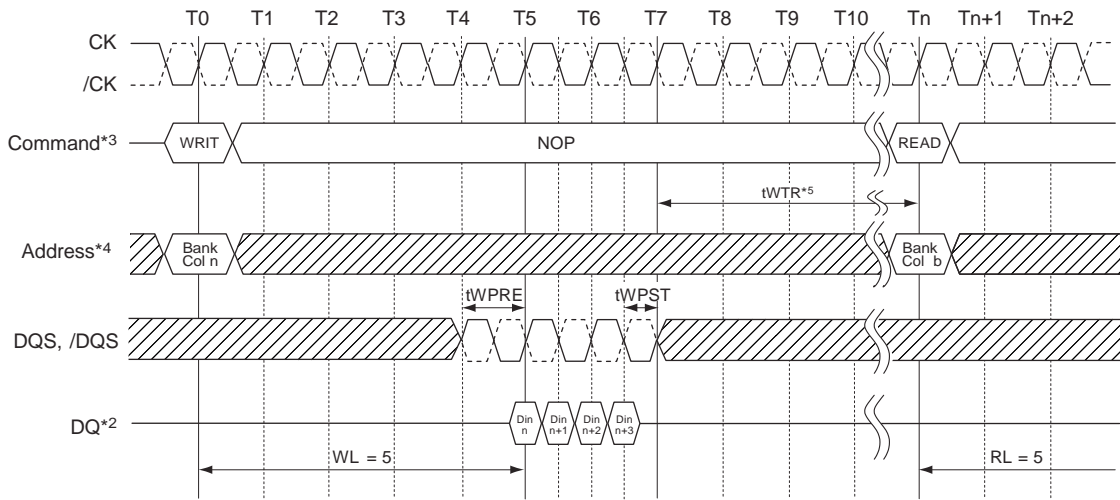 T0 T1 T2 T3 T4 T5 T6 T7 T8 T9 T10 Tn Tn+1 Tn+2
CK
/CK
Command*3 WRIT NOP READ
tWTR*5
Address*4 Bank Col n Bank Col b
tWPRE tWPST
DQS, /DQS
DQ*2 Din n Din n+1 Din n+2 Din n+3
WL = 5 RL = 5